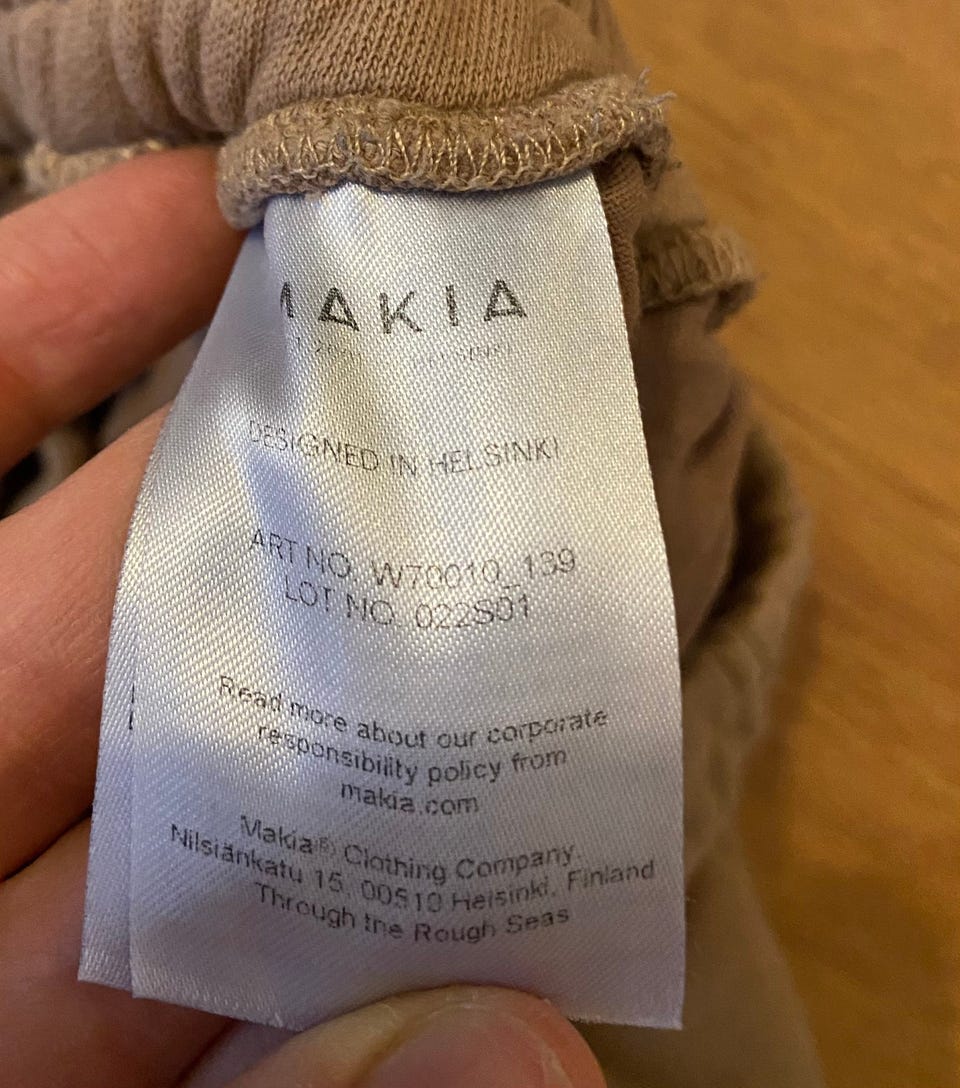 MAKIA
HELSINKI
DESIGNED IN HELSINKI
ART NO. W70010_139
LOT NO. 022S01
Read more about our corporate
responsibility policy from
makia.com
Makia® Clothing Company.
Nilsiänkatu 15, 00510 Helsinki, Finland
Through the Rough Seas